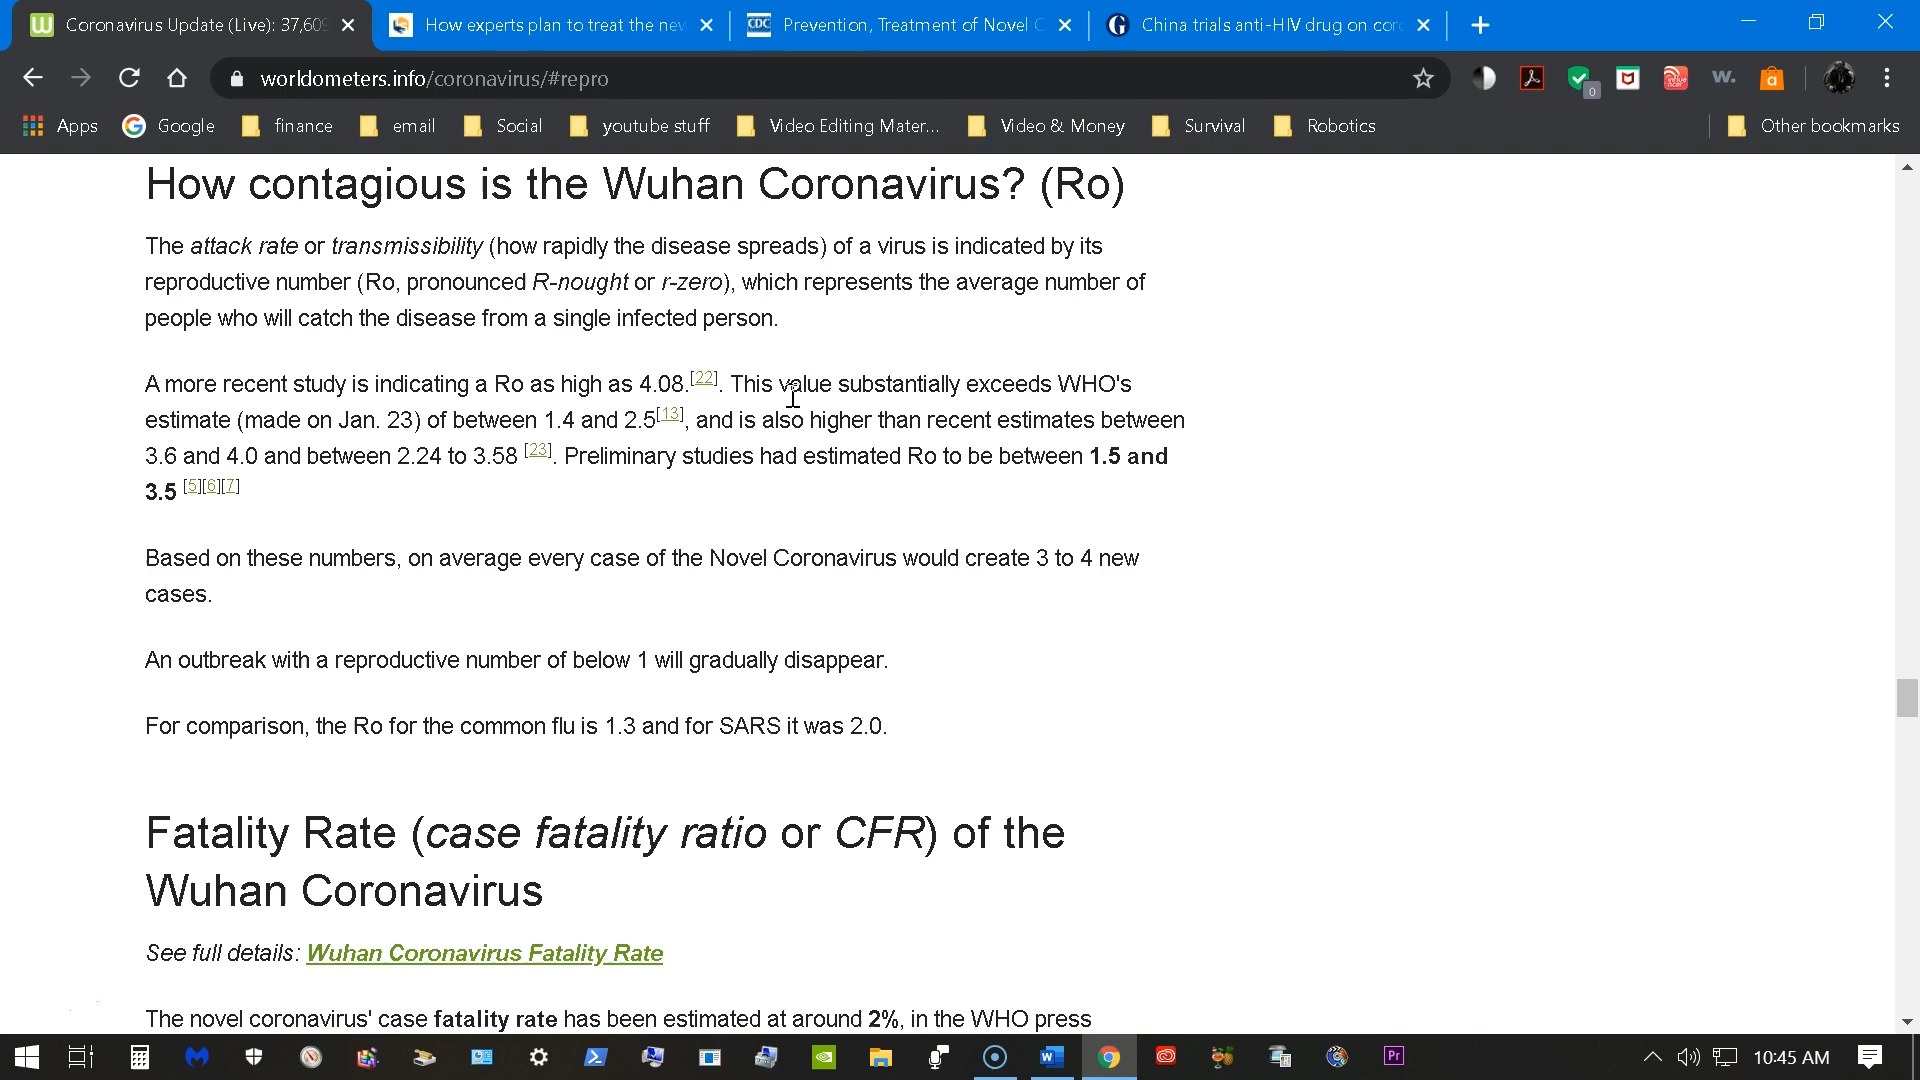 Coronavirus Update (Live): 37,609
How experts plan to treat the nev
CDC
Prevention, Treatment of Novel C
G
China trials anti-HIV drug on coro
worldometers.info/coronavirus/#repro
0
w.
a
Apps
Google
finance
email
Social
youtube stuff
Video Editing Mater...
Video & Money
Survival
Robotics
Other bookmarks
How contagious is the Wuhan Coronavirus? (Ro)
The attack rate or transmissibility (how rapidly the disease spreads) of a virus is indicated by its
reproductive number (Ro, pronounced R-nought or r-zero), which represents the average number of
people who will catch the disease from a single infected person.
A more recent study is indicating a Ro as high as 4.08.[22]. This value substantially exceeds WHO's
estimate (made on Jan. 23) of between 1.4 and 2.5[13], and is also higher than recent estimates between
3.6 and 4.0 and between 2.24 to 3.58 [23]. Preliminary studies had estimated Ro to be between 1.5 and
3.5 [5][6][7]
Based on these numbers, on average every case of the Novel Coronavirus would create 3 to 4 new
cases.
An outbreak with a reproductive number of below 1 will gradually disappear.
For comparison, the Ro for the common flu is 1.3 and for SARS it was 2.0.
Fatality Rate (case fatality ratio or CFR) of the
Wuhan Coronavirus
See full details: Wuhan Coronavirus Fatality Rate
The novel coronavirus' case fatality rate has been estimated at around 2%, in the WHO press
Pr
10:45 AM